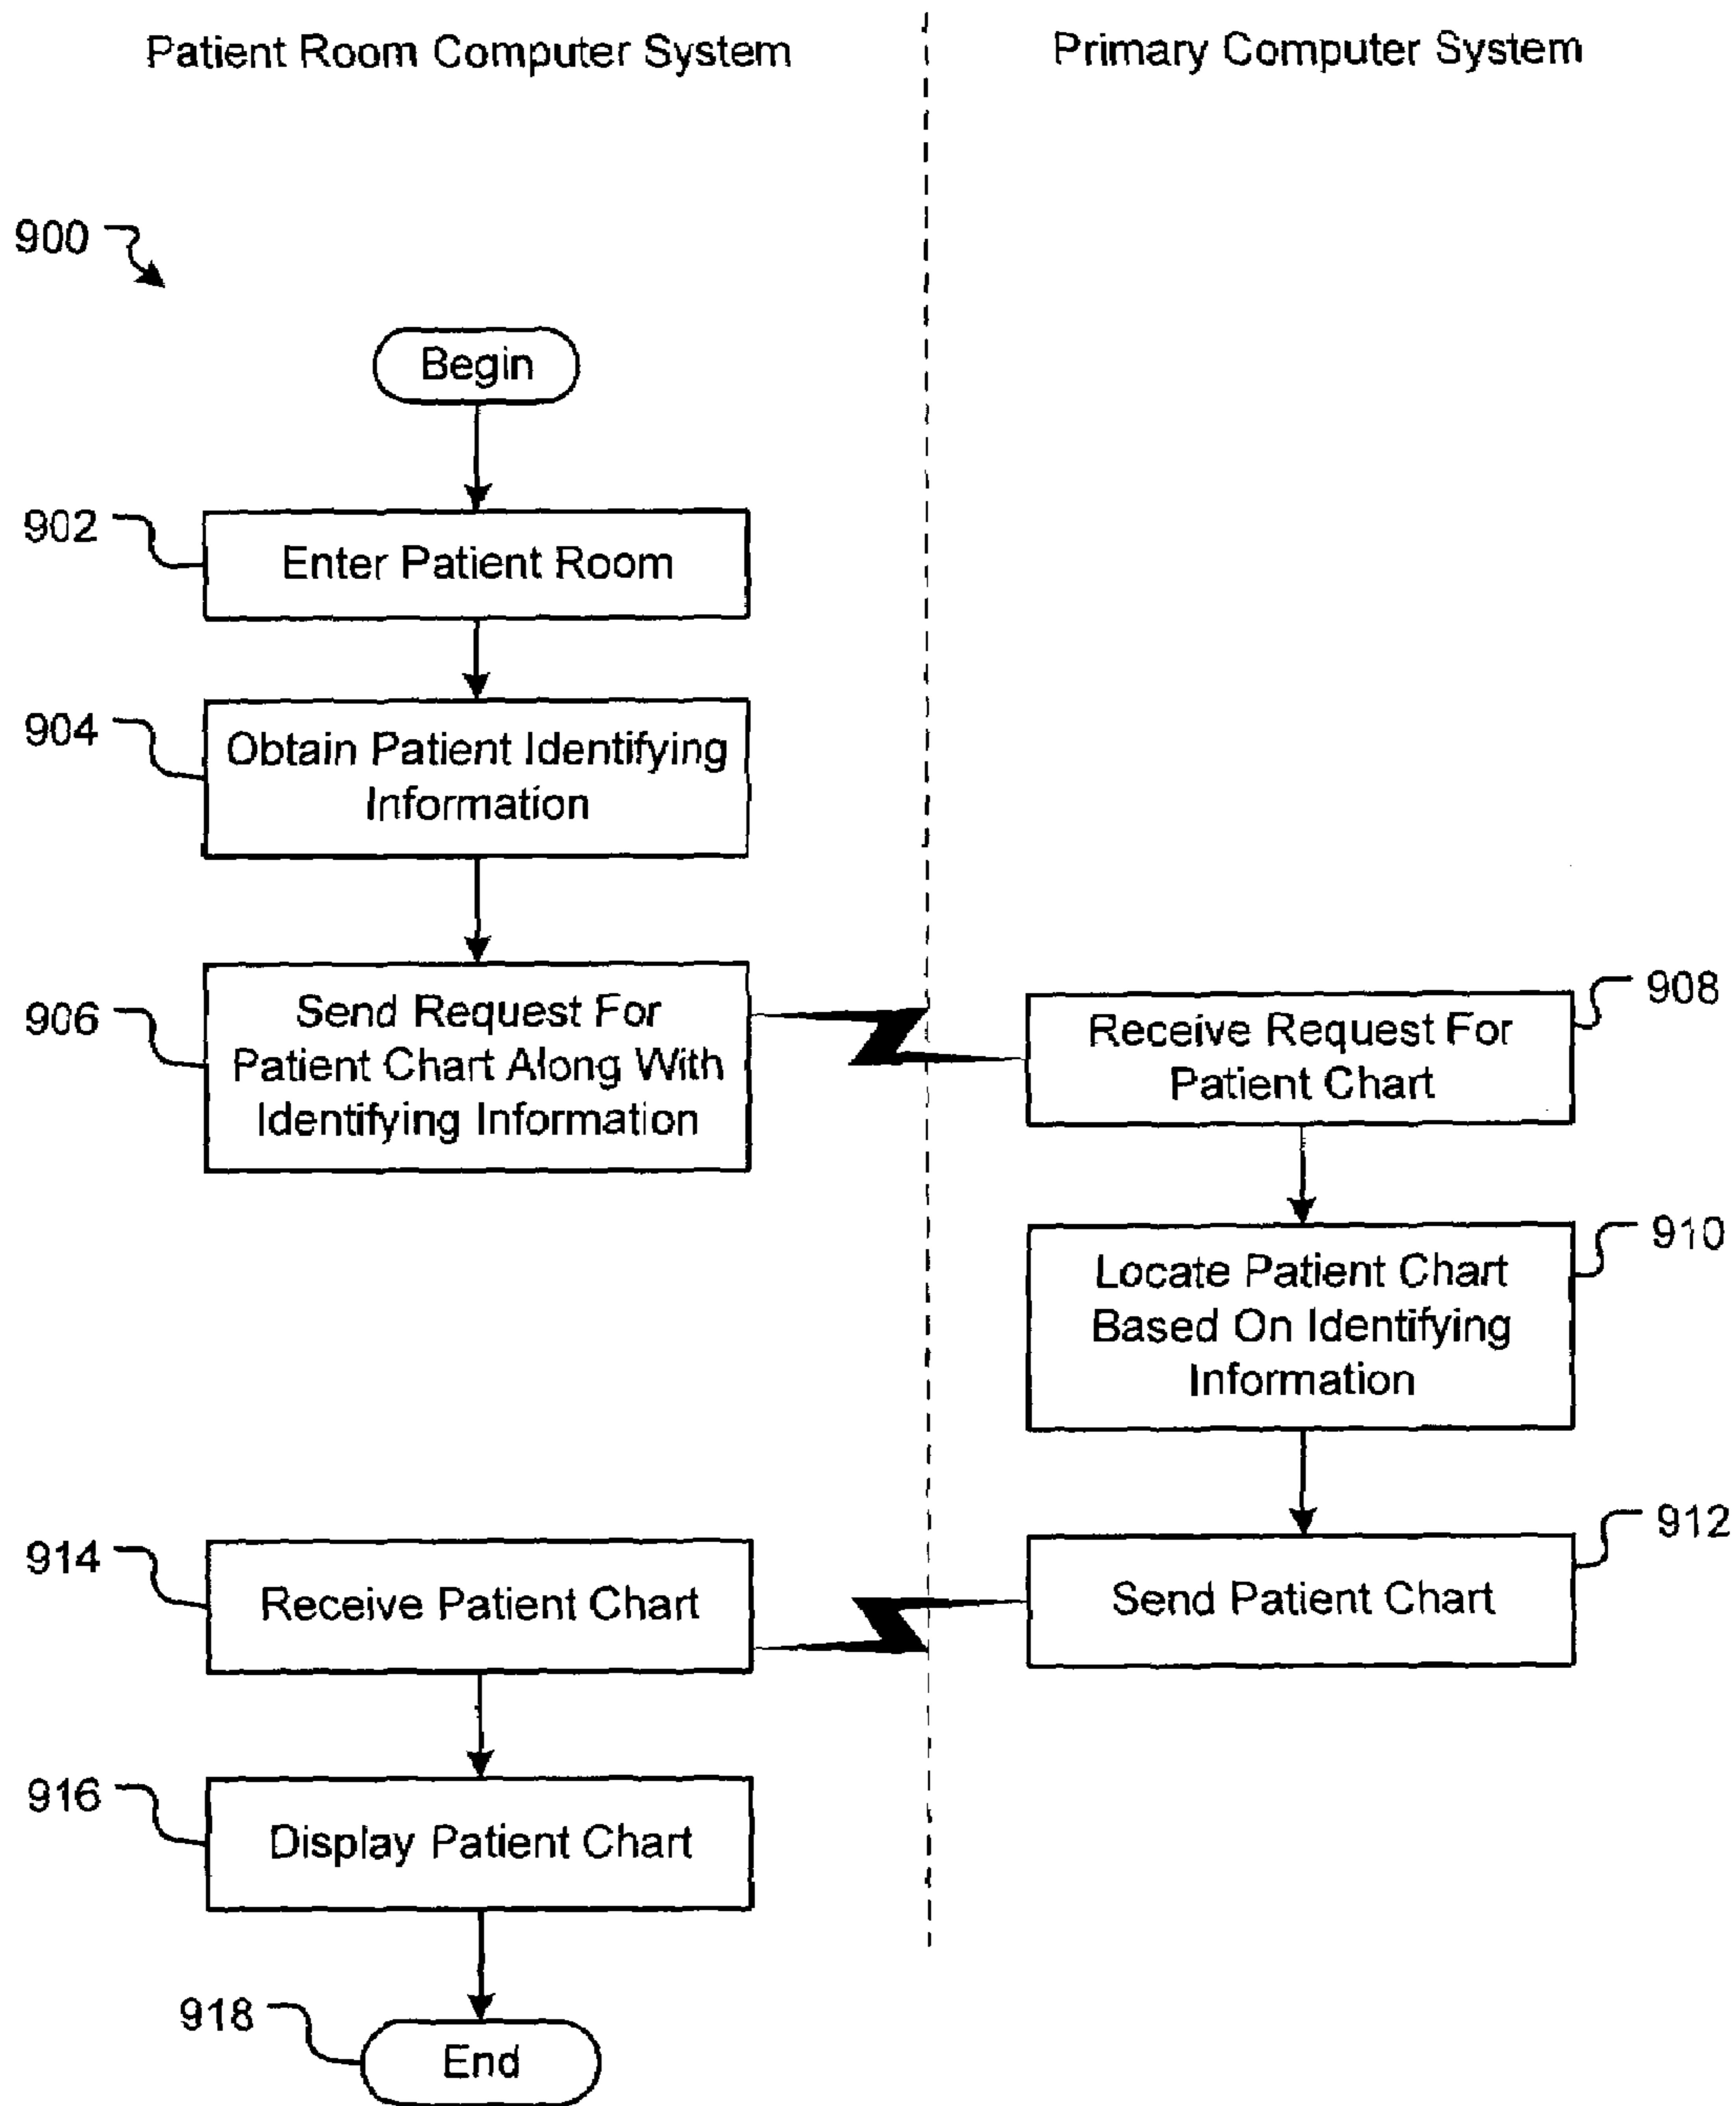 Patient Room Computer System
Primary Computer System
900
Begin
902
Enter Patient Room
904
Obtain Patient Identifying
Information
906
Send Request For
Patient Chart Along With
Identifying Information
908
Receive Request For
Patient Chart
910
Locate Patient Chart
Based On Identifying
Information
912
Send Patient Chart
914
Receive Patient Chart
916
Display Patient Chart
918
End